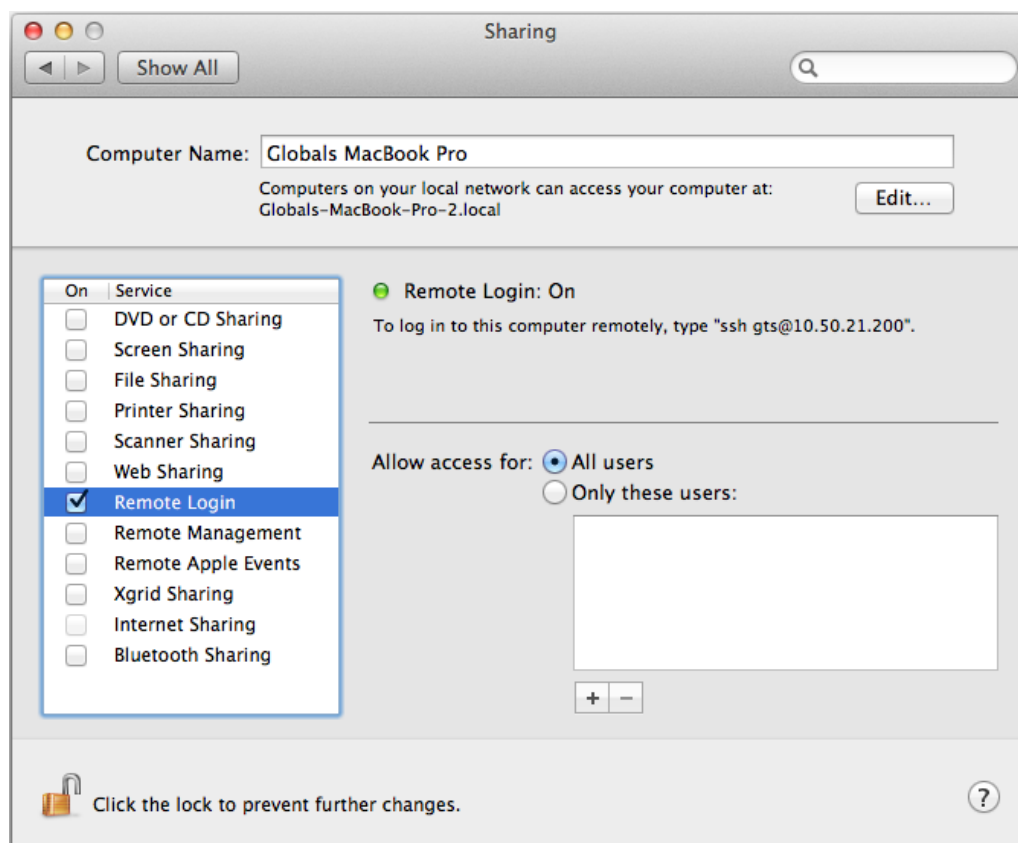 Sharing
Show All
Computer Name: Globals MacBook Pro
Computers on your local network can access your computer at:
Globals-MacBook-Pro-2.local
Edit...
On Service
DVD or CD Sharing
Screen Sharing
File Sharing
Printer Sharing
Scanner Sharing
Web Sharing
Remote Login
Remote Management
Remote Apple Events
Xgrid Sharing
Internet Sharing
Bluetooth Sharing
Remote Login: On
To log in to this computer remotely, type "ssh gts@10.50.21.200".
Allow access for: All users
Only these users:
+ −
Click the lock to prevent further changes.
?